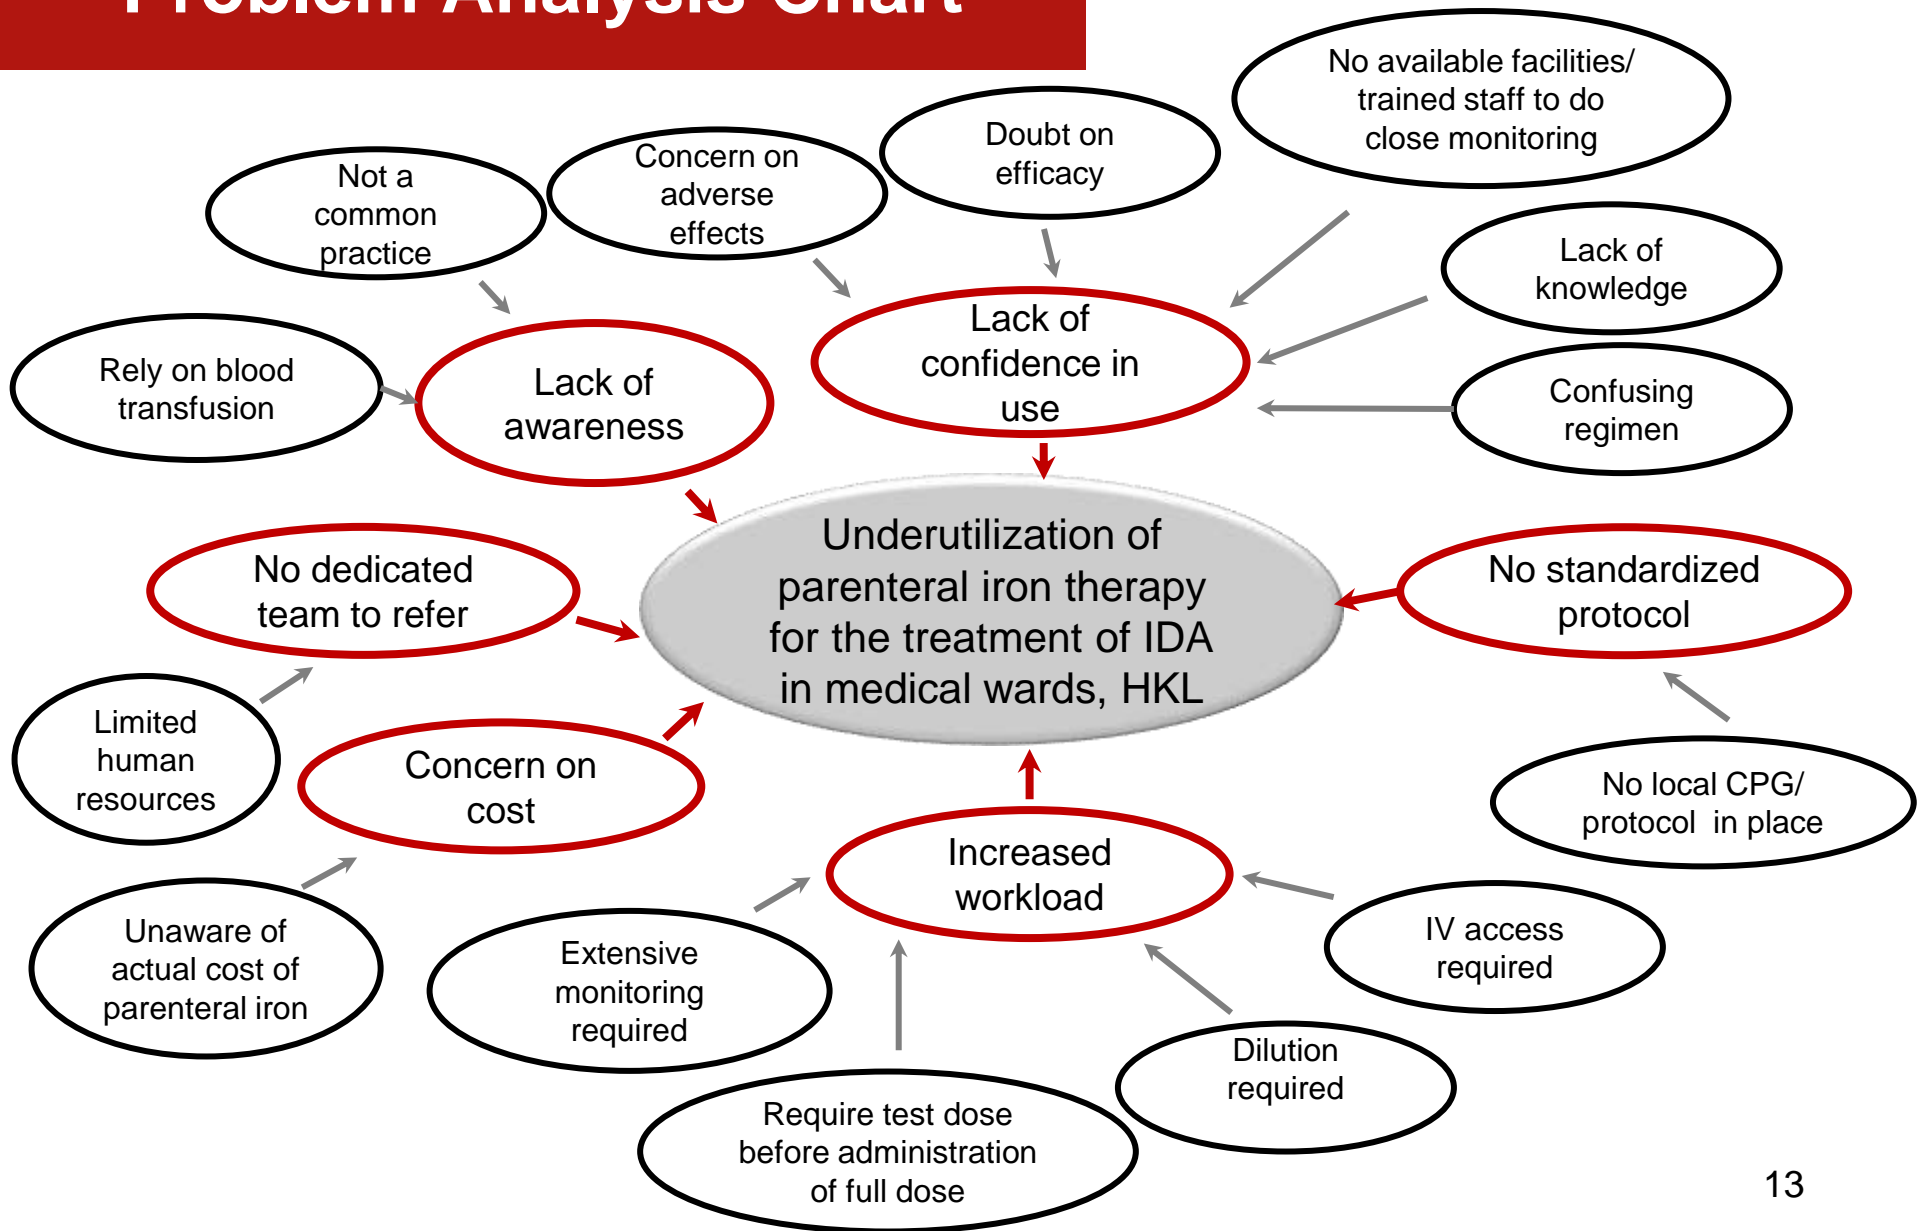 Problem Analysis Chart
No available facilities/
trained staff to do
close monitoring
Doubt on
efficacy
Concern on
adverse
effects
Not a
common
practice
Lack of
knowledge
Rely on blood
transfusion
Lack of
awareness
Lack of
confidence in
use
Confusing
regimen
Underutilization of
parenteral iron therapy
for the treatment of IDA
in medical wards, HKL
No dedicated
team to refer
No standardized
protocol
Limited
human
resources
Concern on
cost
No local CPG/
protocol in place
Increased
workload
Unaware of
actual cost of
parenteral iron
Extensive
monitoring
required
IV access
required
Dilution
required
Require test dose
before administration
of full dose
13